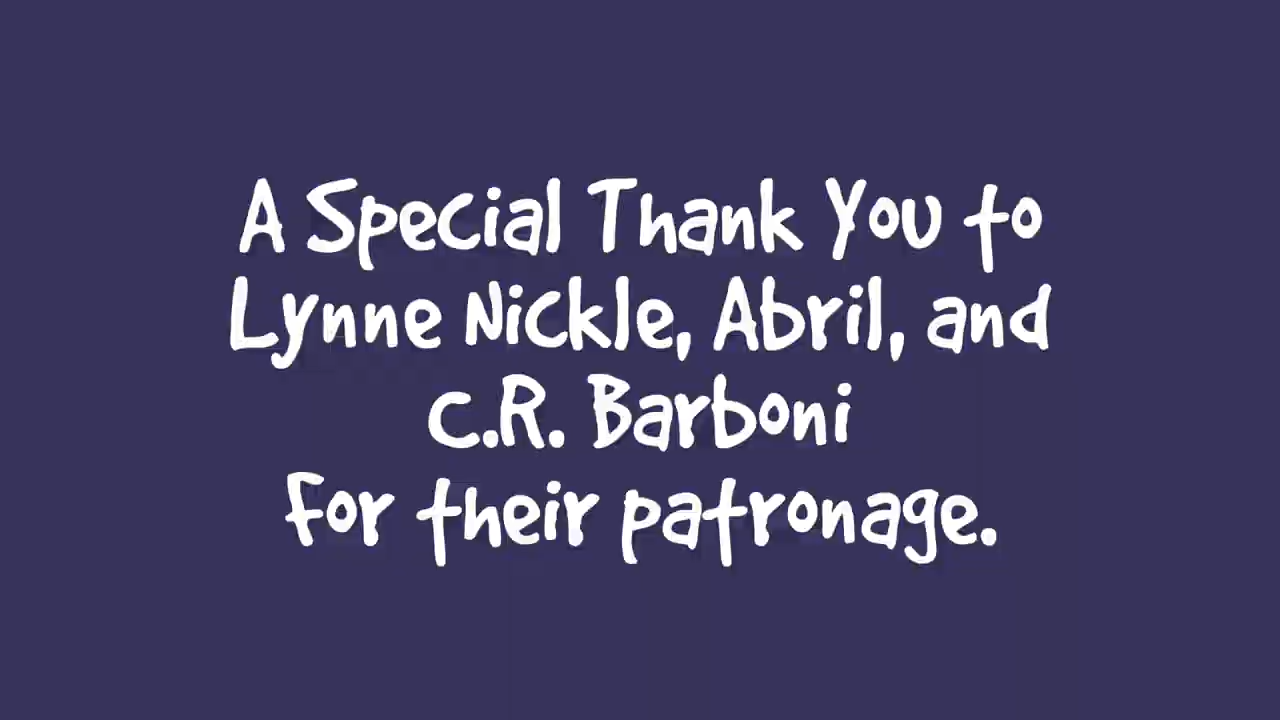 A Special Thank You to
Lynne Nickle, Abril, and
C.R. Barboni
for their patronage.